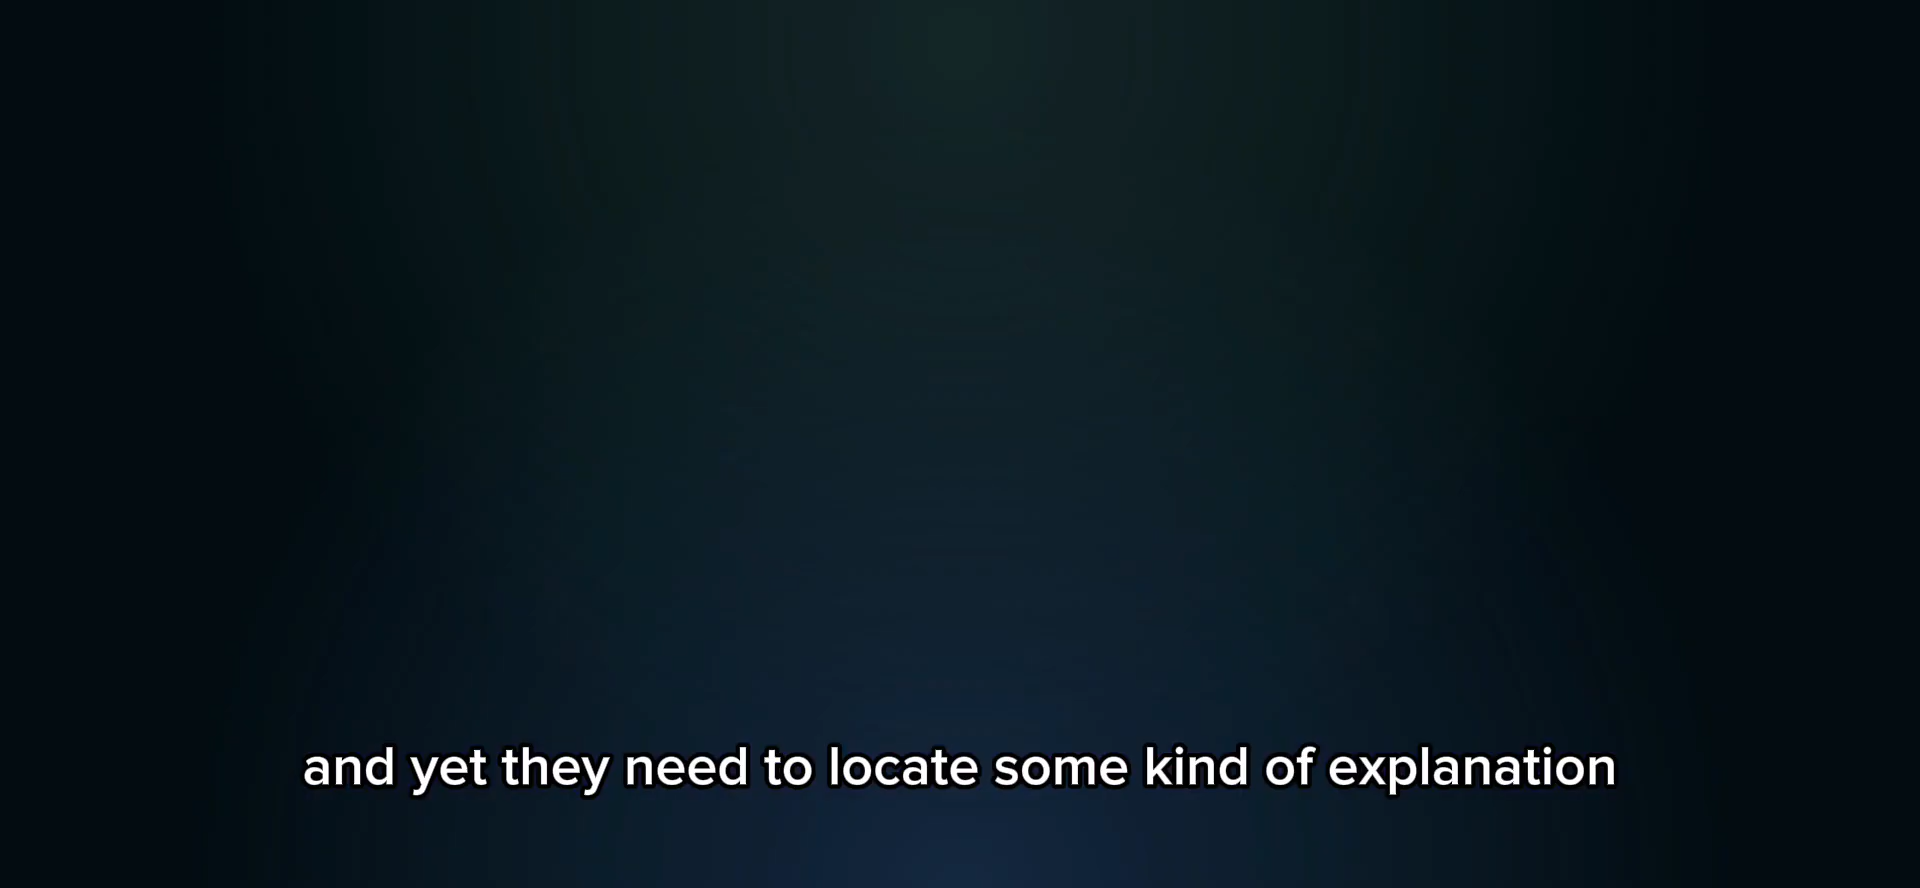 and yet they need to locate some kind of explanation